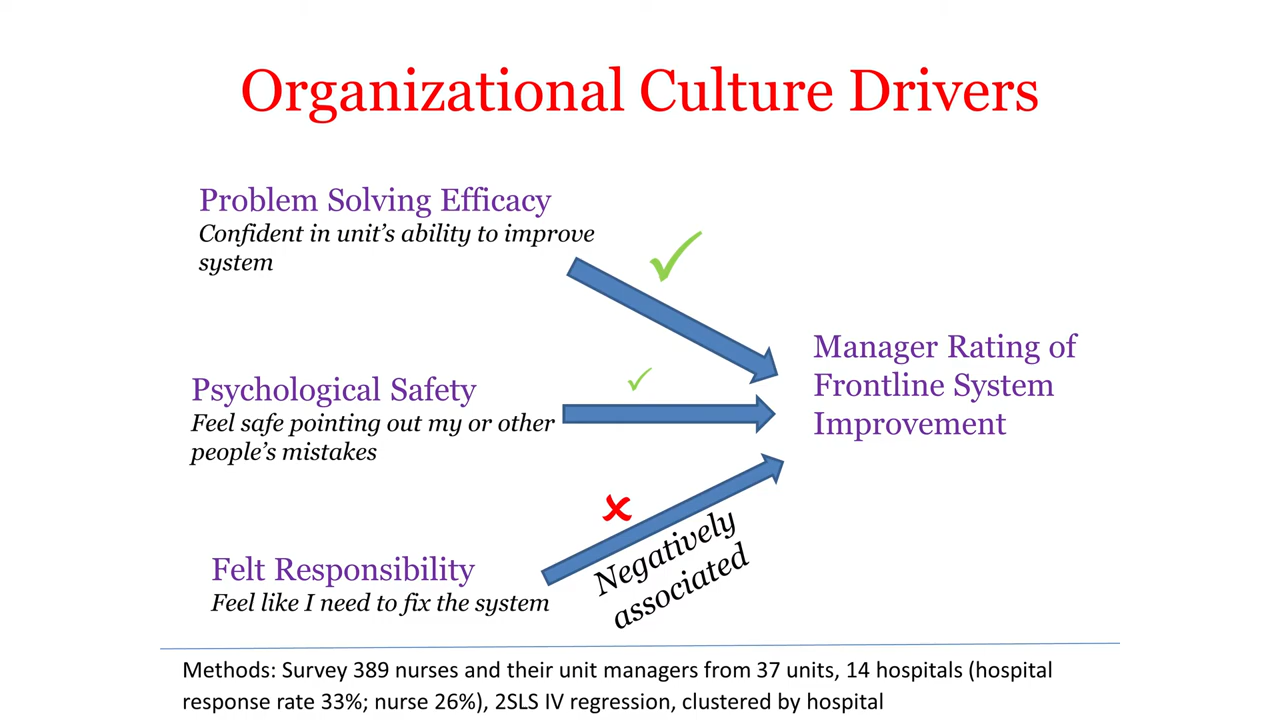 Organizational Culture Drivers
Problem Solving Efficacy
Confident in unit’s ability to improve
system
Psychological Safety
Feel safe pointing out my or other
people’s mistakes
Felt Responsibility
Feel like I need to fix the system
Negatively
associated
Manager Rating of
Frontline System
Improvement
Methods: Survey 389 nurses and their unit managers from 37 units, 14 hospitals (hospital
response rate 33%; nurse 26%), 2SLS IV regression, clustered by hospital